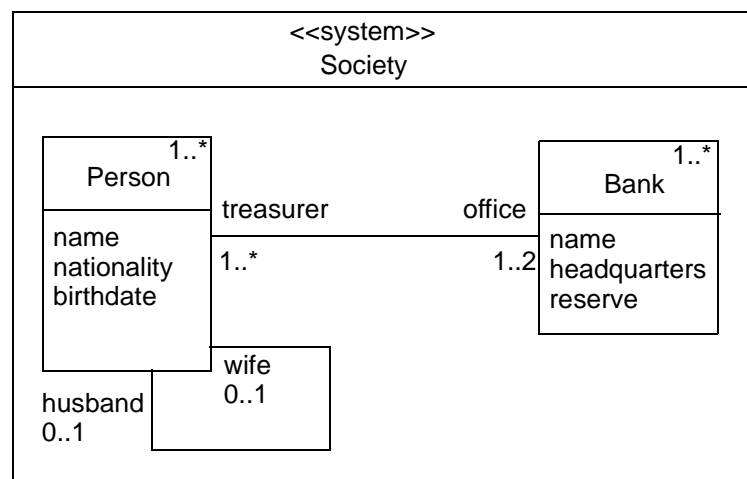 <<system>>
Society
1..*
Person
1..*
Bank
treasurer
office
name
nationality
birthdate
1..*
1..2
name
headquarters
reserve
wife
0..1
husband
0..1